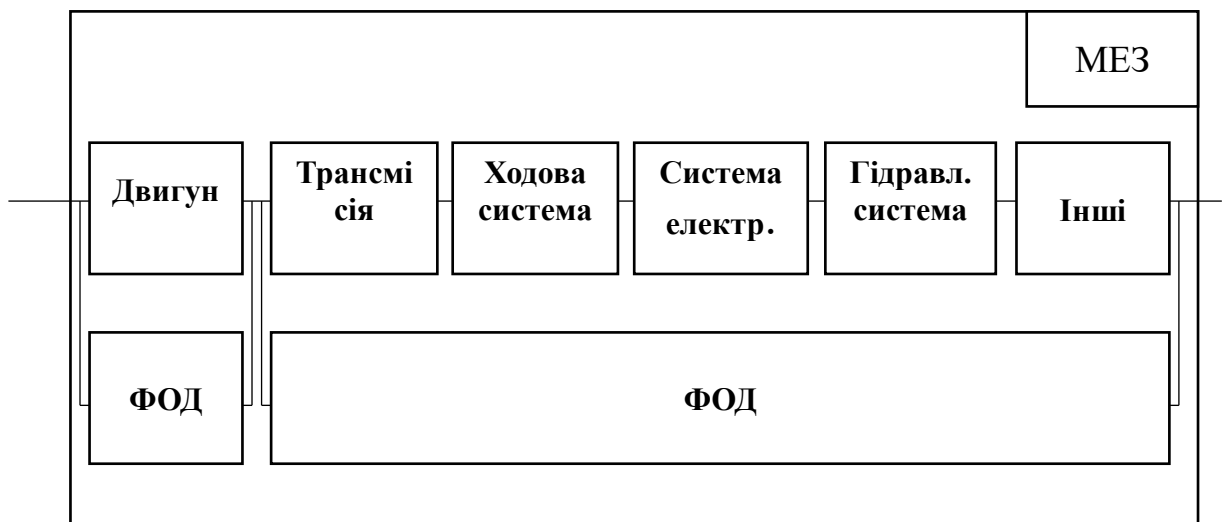 МЕЗ
Двигун
Трансмі
сія
Ходова
система
Система
електр.
Гідравл.
система
Інші
ФОД
ФОД